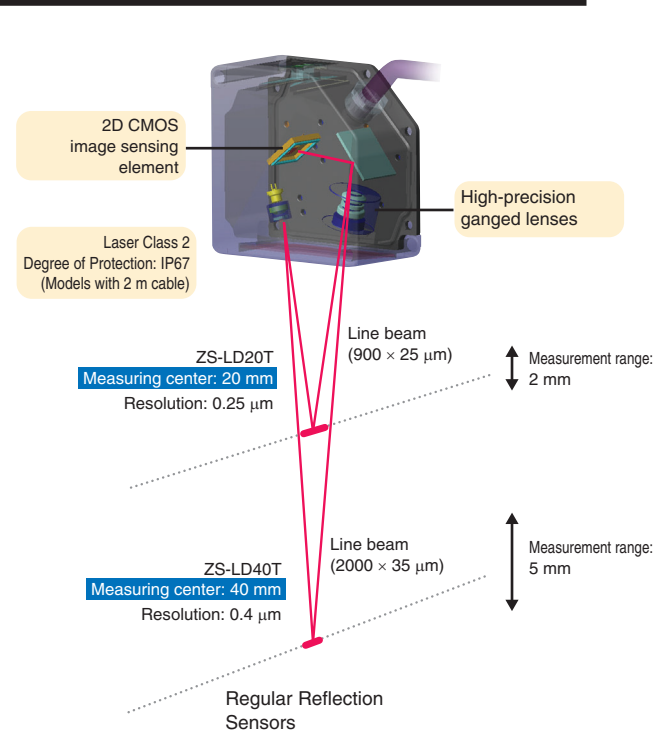 2D CMOS
image sensing
element
High-precision
ganged lenses
Laser Class 2
Degree of Protection: IP67
(Models with 2 m cable)
Line beam
(900 × 25 μm)
ZS-LD20T
Measuring center: 20 mm
Resolution: 0.25 μm
Measurement range:
2 mm
Line beam
(2000 × 35 μm)
ZS-LD40T
Measuring center: 40 mm
Resolution: 0.4 μm
Measurement range:
5 mm
Regular Reflection
Sensors